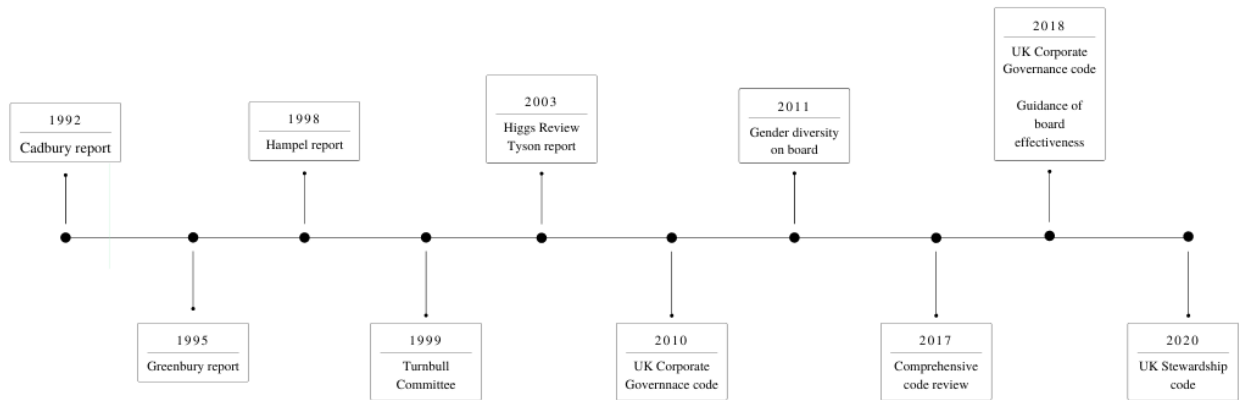 1992
Cadbury report
1995
Greenbury report
1998
Hampel report
1999
Turnbull
Committee
2003
Higgs Review
Tyson report
2010
UK Corporate
Governnace code
2011
Gender diversity
on board
2017
Comprehensive
code review
2018
UK Corporate
Governance code
Guidance of
board
effectiveness
2020
UK Stewardship
code